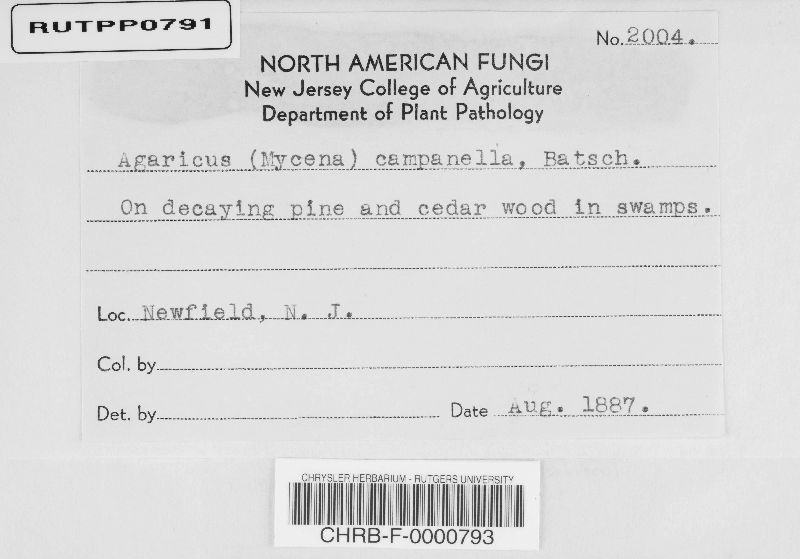 RUTPP0791
No. 2004.
NORTH AMERICAN FUNGI
New Jersey College of Agriculture
Department of Plant Pathology
Agaricus (Mycena) campanella, Batsch.
On decaying pine and cedar wood in swamps.
Loc. Newfield, N. J.
Col. by
Det. by Date Aug. 1887.
CHRYSLER HERBARIUM - RUTGERS UNIVERSITY
CHRB-F-0000793